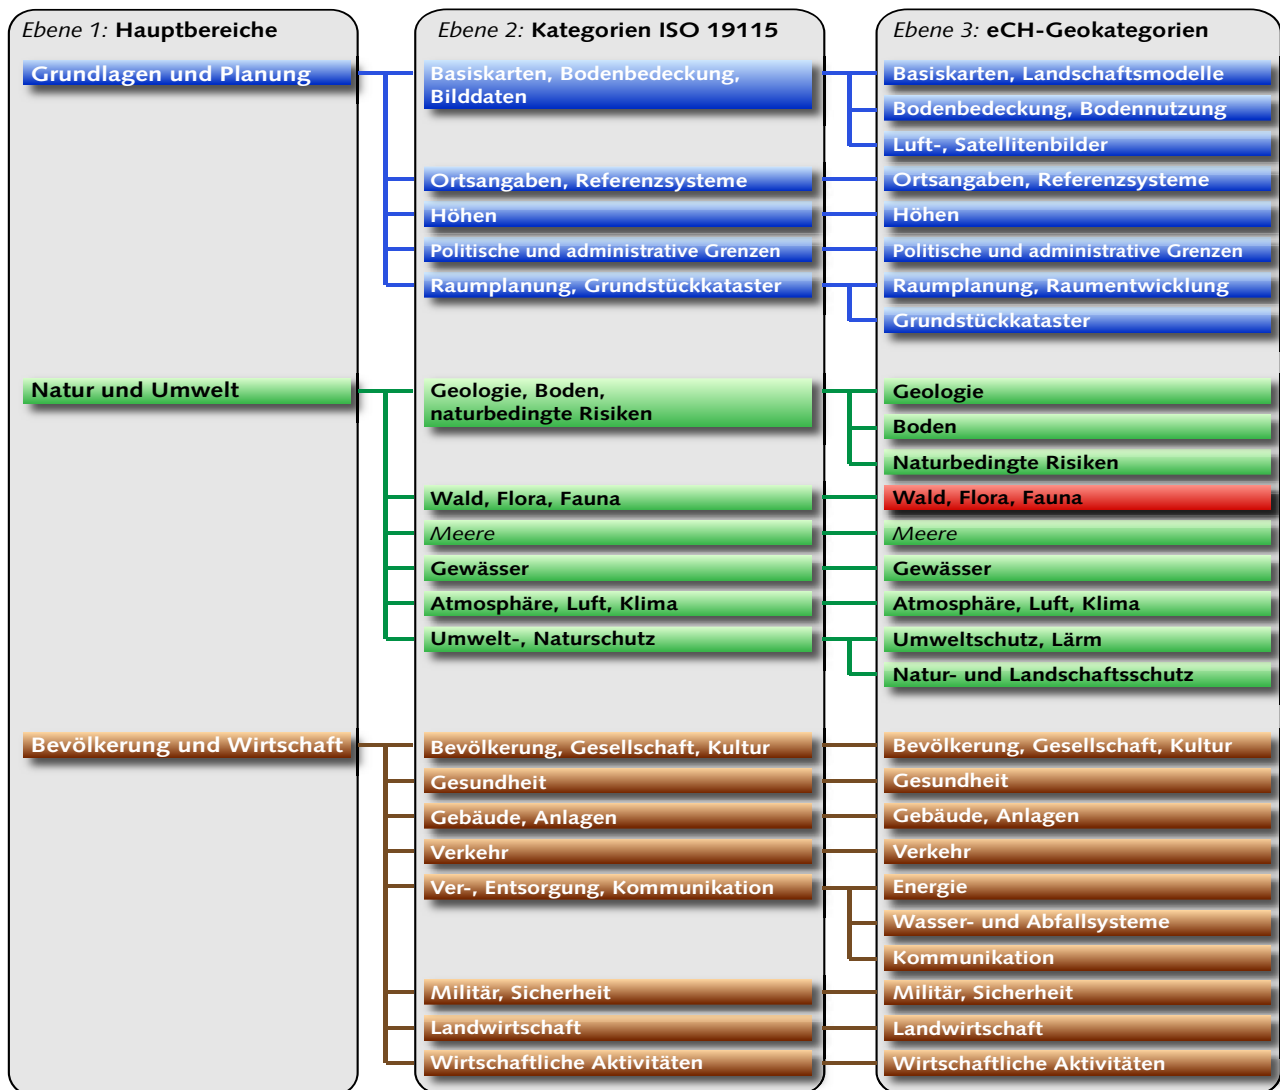 Ebene 1: Hauptbereiche
Grundlagen und Planung
Natur und Umwelt
Bevölkerung und Wirtschaft
Ebene 2: Kategorien ISO 19115
Basiskarten, Bodenbedeckung,
Bilddaten
Ortsangaben, Referenzsysteme
Höhen
Politische und administrative Grenzen
Raumplanung, Grundstückkataster
Geologie, Boden,
naturbedingte Risiken
Wald, Flora, Fauna
Meere
Gewässer
Atmosphäre, Luft, Klima
Umwelt-, Naturschutz
Bevölkerung, Gesellschaft, Kultur
Gesundheit
Gebäude, Anlagen
Verkehr
Ver-, Entsorgung, Kommunikation
Militär, Sicherheit
Landwirtschaft
Wirtschaftliche Aktivitäten
Ebene 3: eCH-Geokategorien
Basiskarten, Landschaftsmodelle
Bodenbedeckung, Bodennutzung
Luft-, Satellitenbilder
Ortsangaben, Referenzsysteme
Höhen
Politische und administrative Grenzen
Raumplanung, Raumentwicklung
Grundstückkataster
Geologie
Boden
Naturbedingte Risiken
Wald, Flora, Fauna
Meere
Gewässer
Atmosphäre, Luft, Klima
Umweltschutz, Lärm
Natur- und Landschaftsschutz
Bevölkerung, Gesellschaft, Kultur
Gesundheit
Gebäude, Anlagen
Verkehr
Energie
Wasser- und Abfallsysteme
Kommunikation
Militär, Sicherheit
Landwirtschaft
Wirtschaftliche Aktivitäten